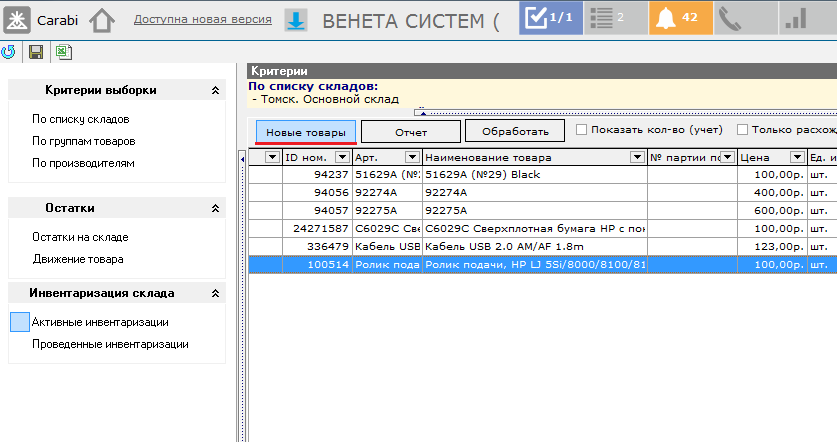 Carabi Доступна новая версия ВЕНЕТА СИСТЕМ ( 1/1 2 42
Критерии выборки
По списку складов
По группам товаров
По производителям
Остатки
Остатки на складе
Движение товара
Инвентаризация склада
Активные инвентаризации
Проведенные инвентаризации
Критерии
По списку складов:
- Томск. Основной склад
Новые товары Отчет Обработать Показать кол-во (учет) Только расхож
ID ном. Арт. Наименование товара № партии по Цена Ед. и
94237 51629A (№2 51629A (№29) Black 100,00р. шт.
94056 92274A 92274A 400,00р. шт.
94057 92275A 92275A 600,00р. шт.
24271587 C6029C Све C6029C Сверхплотная бумага HP с пок 100,00р. шт.
336479 Кабель USB Кабель USB 2.0 AM/AF 1.8m 123,00р. шт.
100514 Ролик пода Ролик подачи, HP LJ 5Si/8000/8100/81 100,00р. шт.